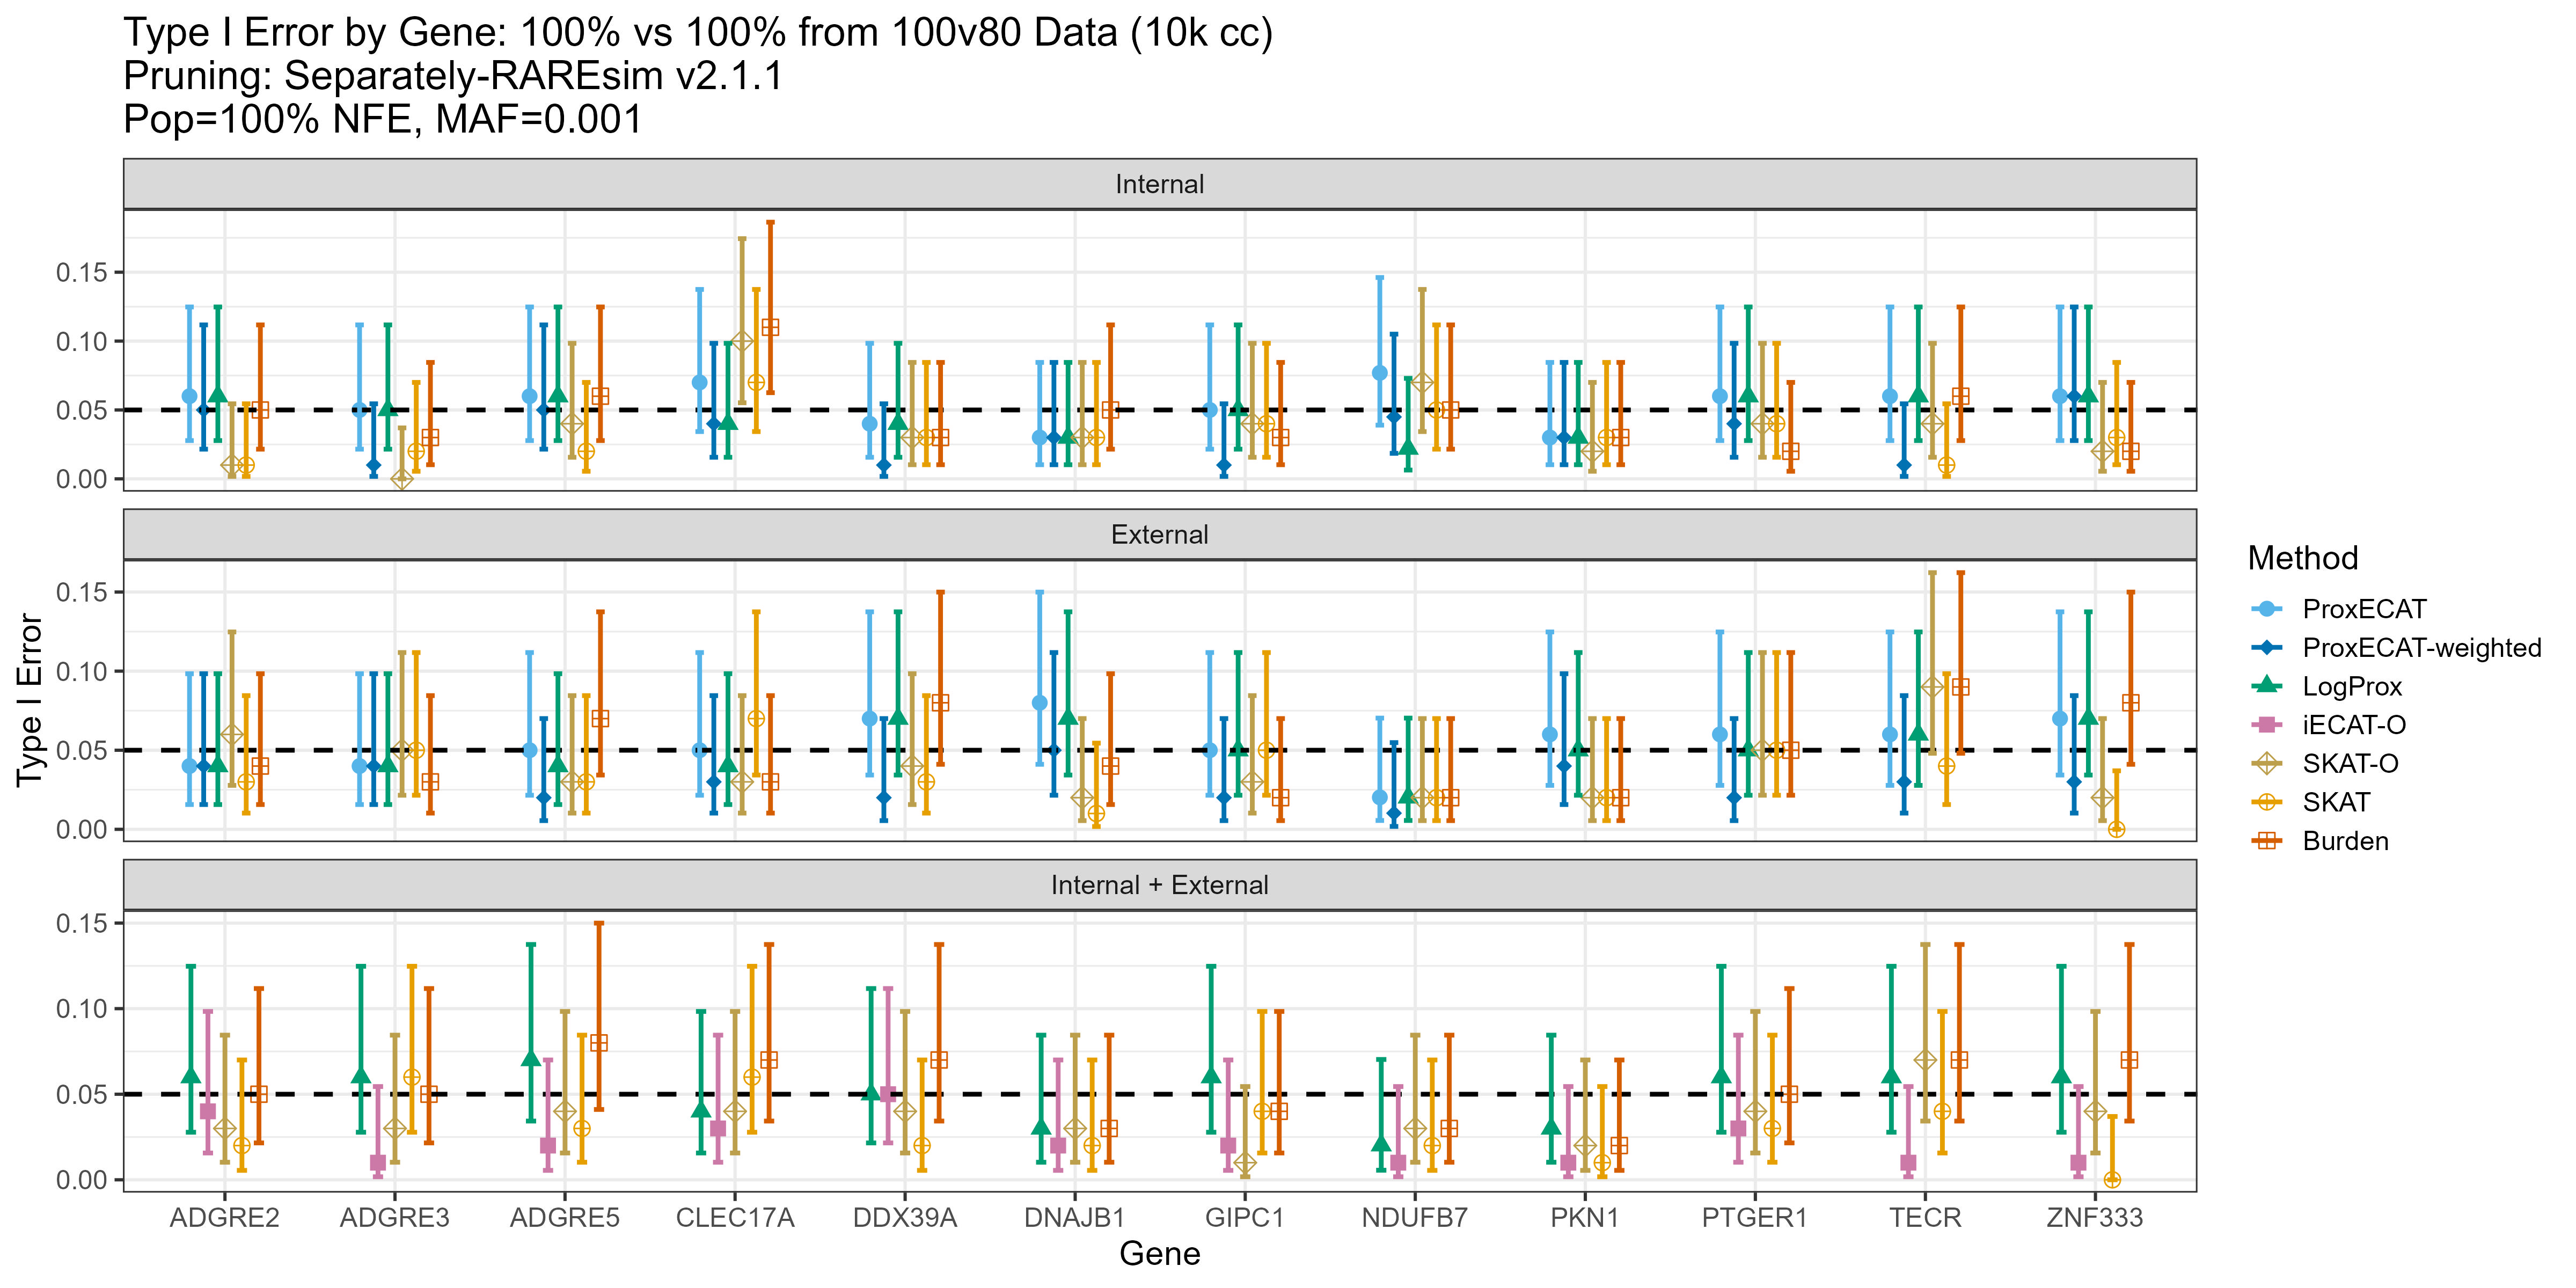 Type I Error by Gene: 100% vs 100% from 100v80 Data (10k cc)
Pruning: Separately-RAREsim v2.1.1
Pop=100% NFE, MAF=0.001
Internal
0.15
0.10
0.05
0.00
External
0.15
0.10
0.05
0.00
Internal + External
0.15
0.10
0.05
0.00
Type I Error
ADGRE2 ADGRE3 ADGRE5 CLEC17A DDX39A DNAJB1 GIPC1 NDUFB7 PKN1 PTGER1 TECR ZNF333
Gene
Method
ProxECAT
ProxECAT-weighted
LogProx
iECAT-O
SKAT-O
SKAT
Burden